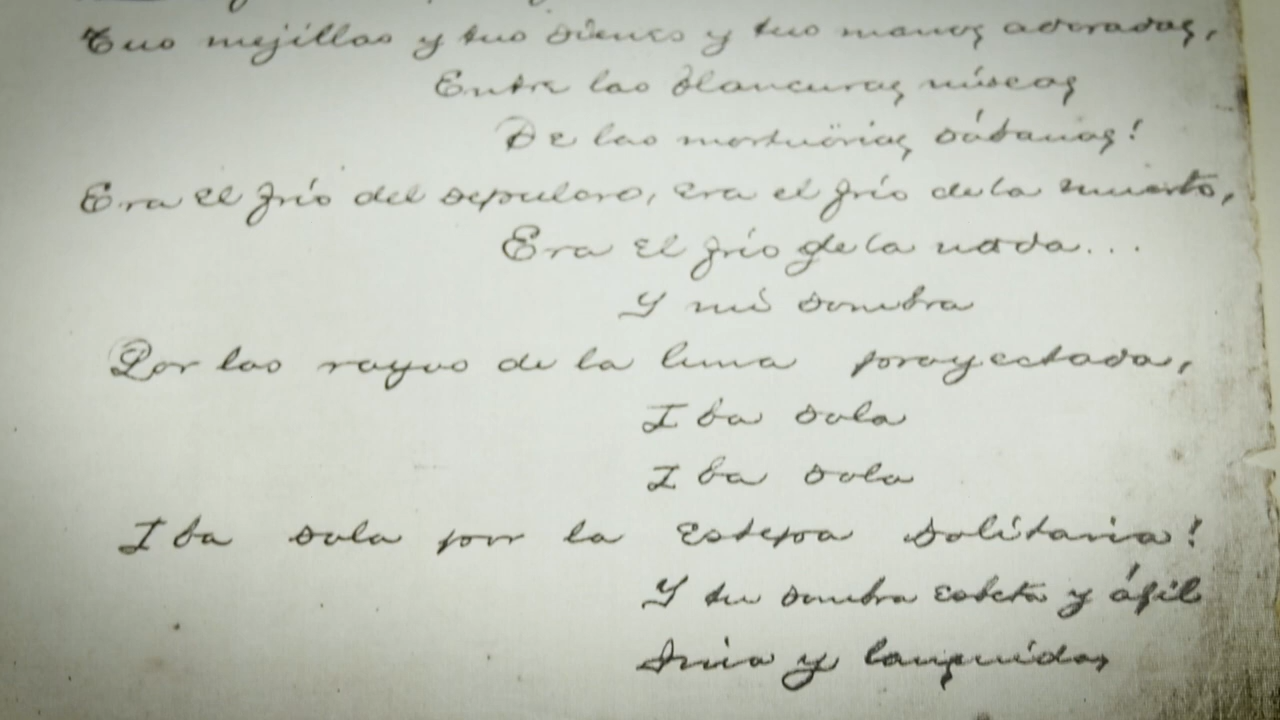 Tus mejillas y tus sienes y tus manos adoradas,
Entre las blancuras níveas
De las mortüorias sábanas!
Era el frío del sepulcro, era el frío de la muerte,
Era el frío de la nada...
Y mi sombra
Por los rayos de la luna proyectada,
Iba sola
Iba sola
Iba sola por la estepa solitaria!
Y tu sombra esbelta y ágil
Fina y lánguida,